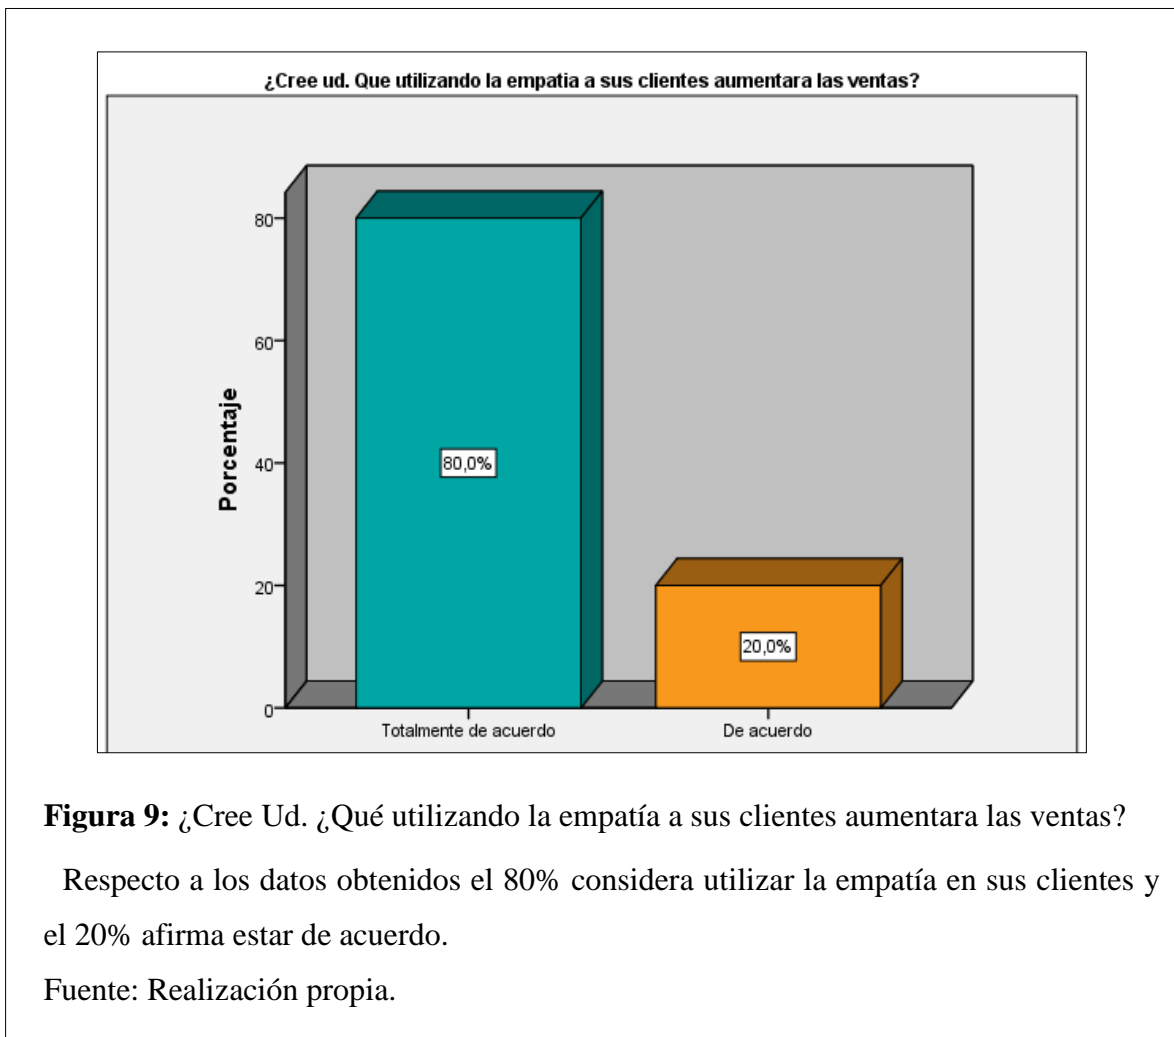 ¿Cree ud. Que utilizando la empatia a sus clientes aumentara las ventas?
Porcentaje
80
60
40
20
0
80,0%
20,0%
Totalmente de acuerdo
De acuerdo
Figura 9: ¿Cree Ud. ¿Qué utilizando la empatía a sus clientes aumentara las ventas?
Respecto a los datos obtenidos el 80% considera utilizar la empatía en sus clientes y
el 20% afirma estar de acuerdo.
Fuente: Realización propia.